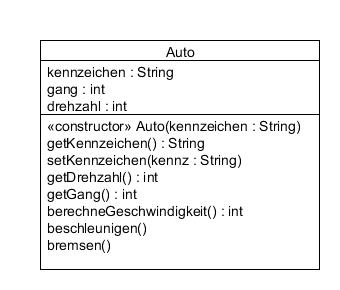 Auto
kennzeichen : String
gang : int
drehzahl : int
«constructor» Auto(kennzeichen : String)
getKennzeichen() : String
setKennzeichen(kennz : String)
getDrehzahl() : int
getGang() : int
berechneGeschwindigkeit() : int
beschleunigen()
bremsen()